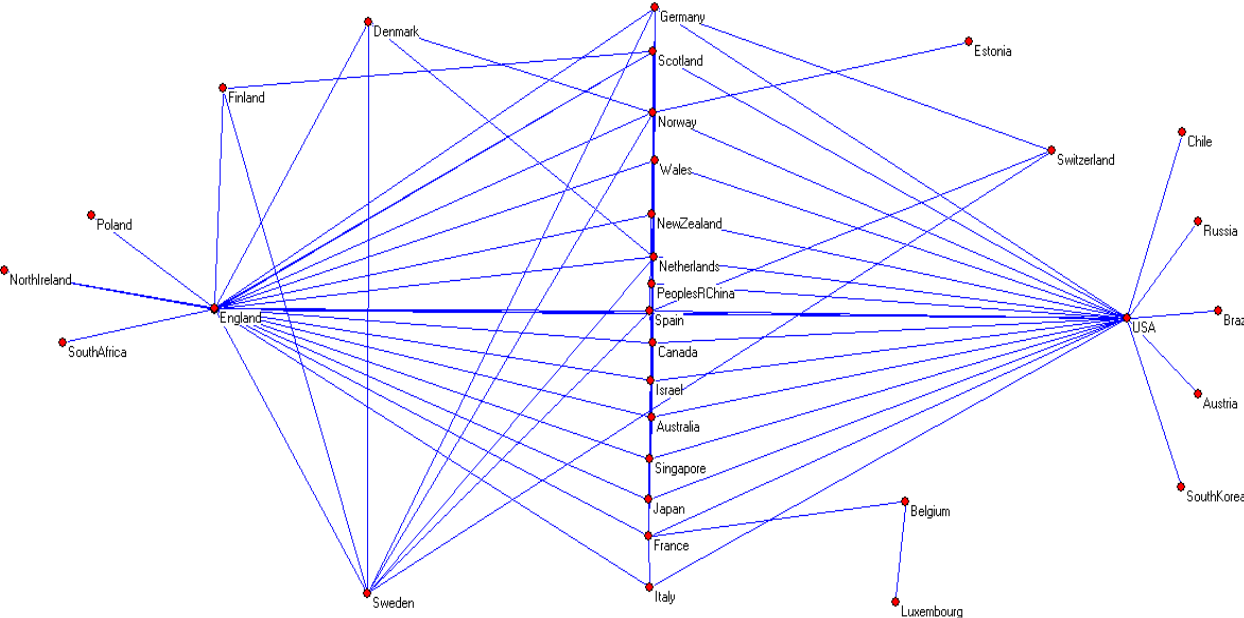 Germany
Denmark
Estonia
Scotland
Finland
Norway
Chile
Switzerland
Wales
Poland
NewZealand
Russia
Netherlands
NorthIreland
PeoplesRChina
England
Spain
Braz
USA
SouthAfrica
Canada
Israel
Austria
Australia
Singapore
SouthKorea
Japan
Belgium
France
Italy
Sweden
Luxembourg